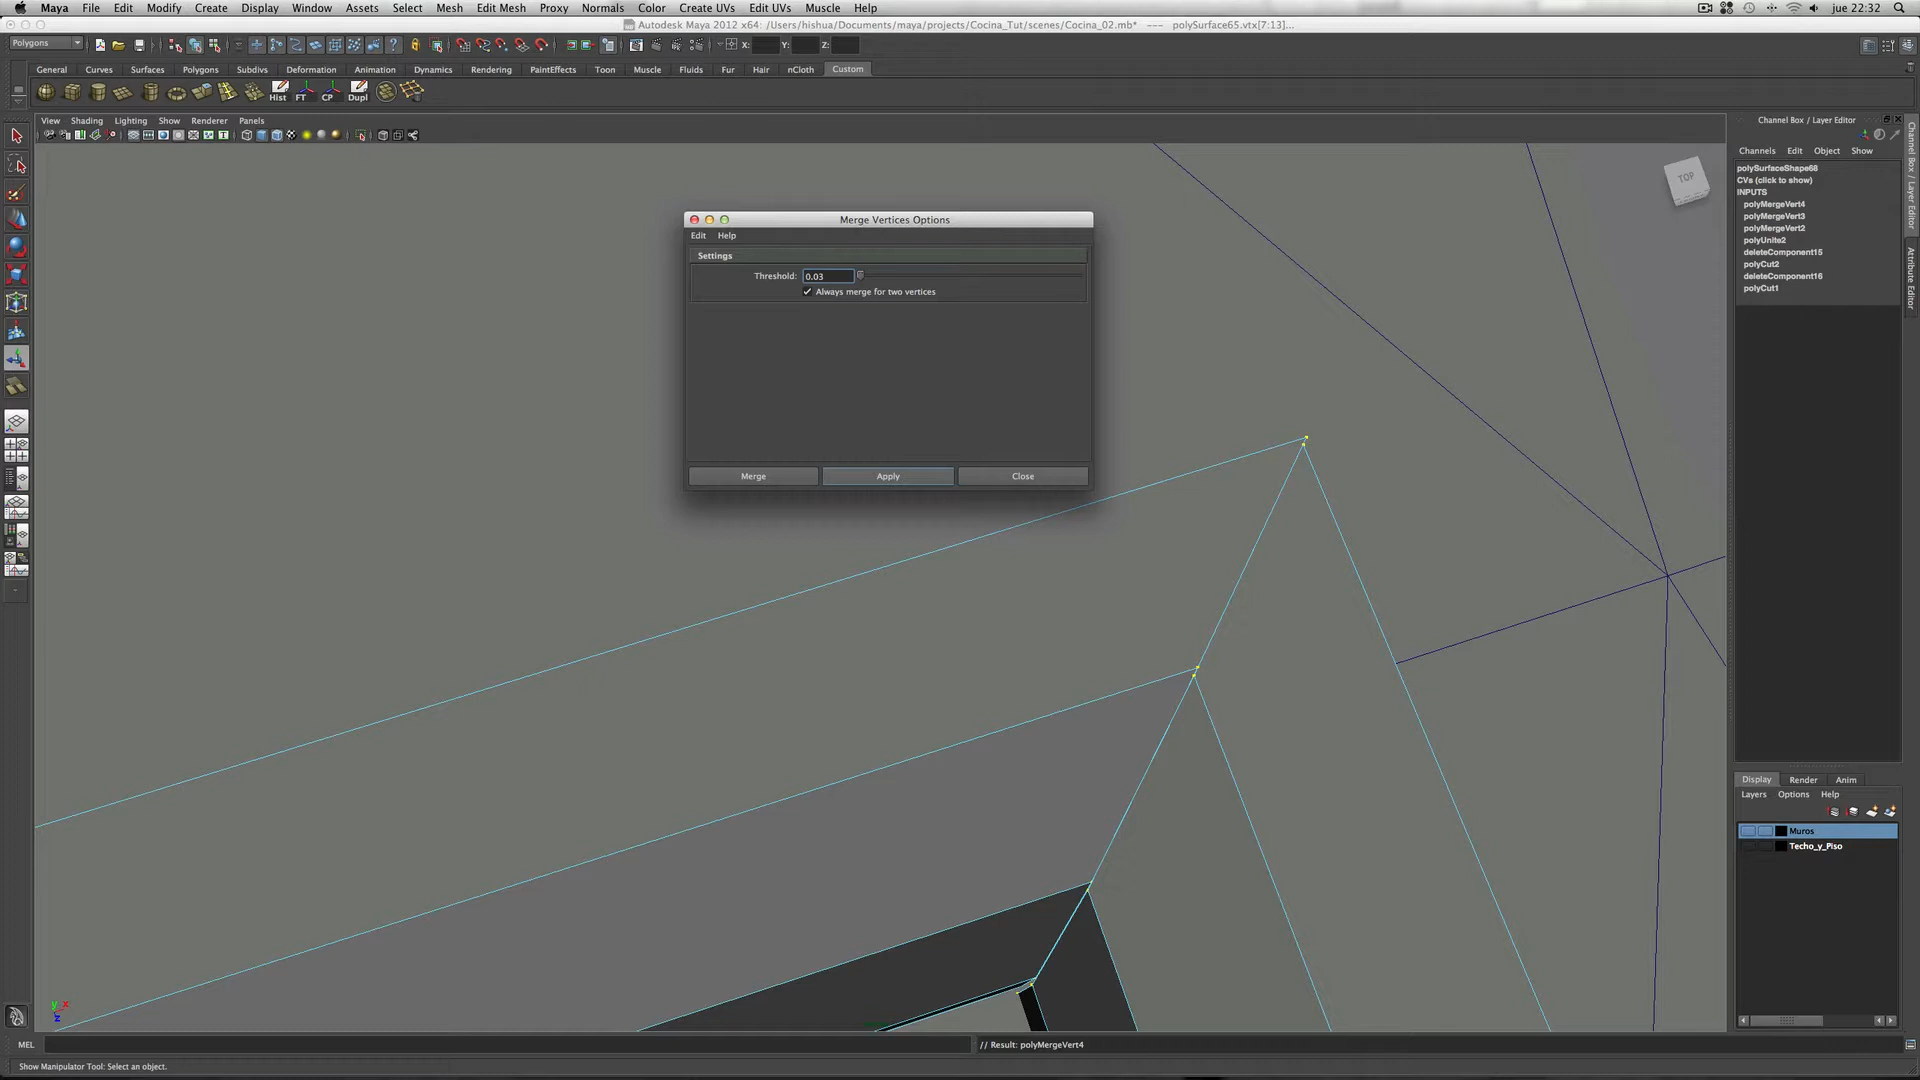 Maya File Edit Modify Create Display Window Assets Select Mesh Edit Mesh Proxy Normals Color Create UVs Edit UVs Muscle Help jue 22:32
Autodesk Maya 2012 x64: /Users/hishua/Documents/maya/projects/Cocina_Tut/scenes/Cocina_02.mb* --- polySurface65.vtx[7:13]...
Polygons X: Y: Z:
General Curves Surfaces Polygons Subdivs Deformation Animation Dynamics Rendering PaintEffects Toon Muscle Fluids Fur Hair nCloth Custom
Hist FT CP Dupl
View Shading Lighting Show Renderer Panels
Channel Box / Layer Editor
Channels Edit Object Show
polySurfaceShape68
CVs (click to show)
INPUTS
polyMergeVert4
polyMergeVert3
polyMergeVert2
polyUnite2
deleteComponent15
polyCut2
deleteComponent16
polyCut1
Channel Box / Layer Editor
Attribute Editor
TOP
Merge Vertices Options
Edit Help
Settings
Threshold: 0.03
Always merge for two vertices
Merge Apply Close
Display Render Anim
Layers Options Help
Muros
Techo_y_Piso
y x
z
MEL // Result: polyMergeVert4
Show Manipulator Tool: Select an object.